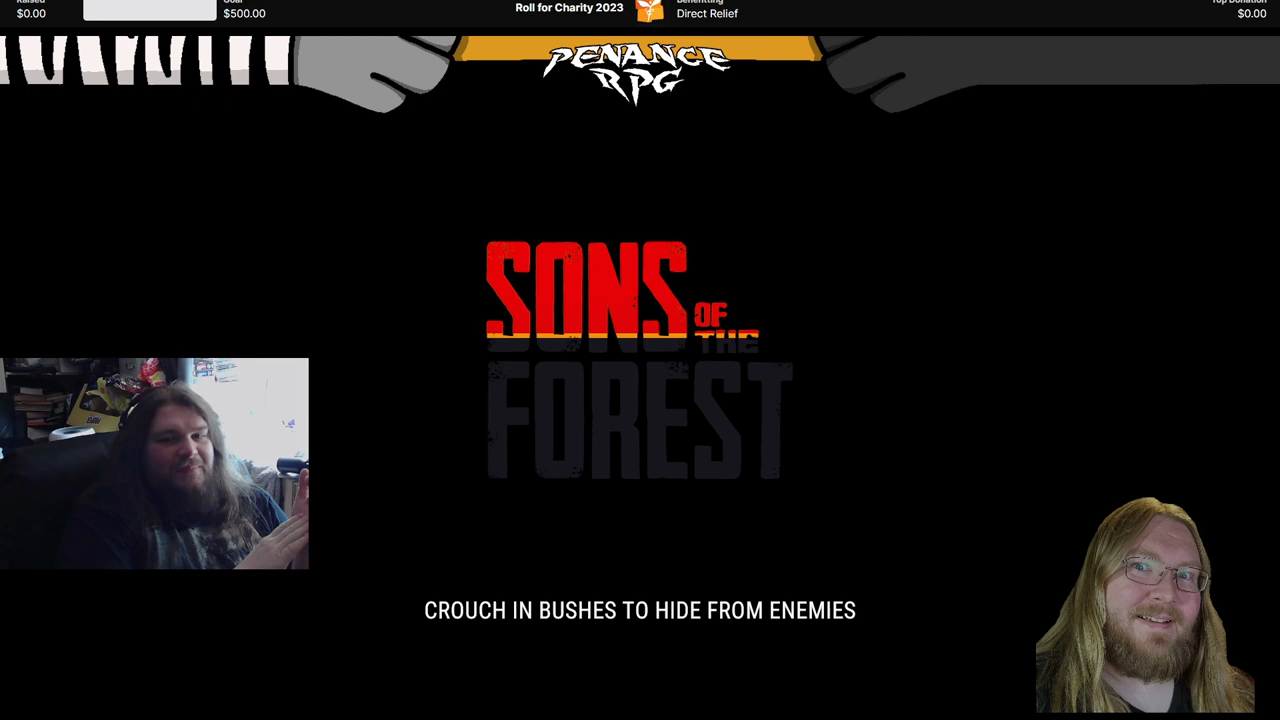 Raised
Goal
Top Donation
$0.00
$500.00
Roll for Charity 2023
Benefitting
Direct Relief
$0.00
PENANCE
RPG
SONS
OF
THE
FOREST
CROUCH IN BUSHES TO HIDE FROM ENEMIES